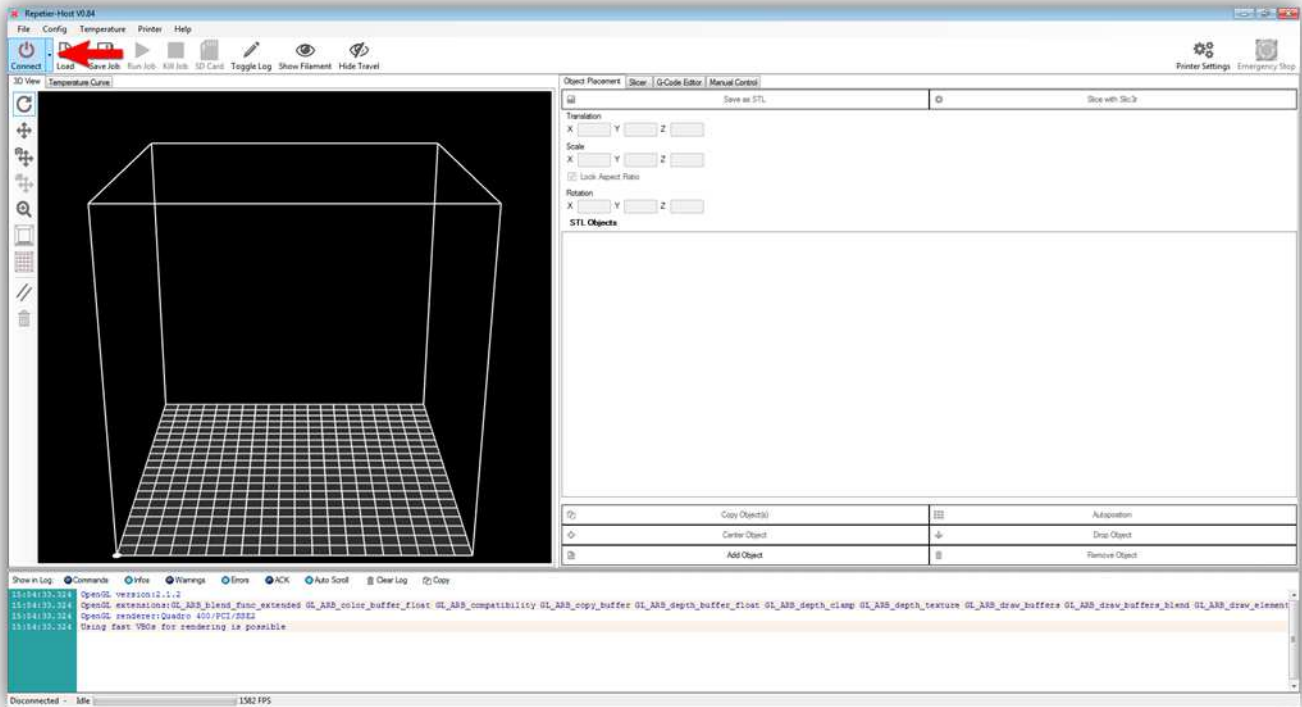 Repetier-Host V0.84
File Config Temperature Printer Help
Connect Load Save Job Run Job Kill Job SD Card Toggle Log Show Filament Hide Travel Printer Settings Emergency Stop
3D View Temperature Curve
Object Placement Slicer G-Code Editor Manual Control
Save as STL Slice with Slic3r
Translation
X Y Z
Scale
X Y Z
Lock Aspect Ratio
Rotation
X Y Z
STL Objects
Copy Object(s) Autoposition
Center Object Drop Object
Add Object Remove Object
Show in Log: Commands Infos Warnings Errors ACK Auto Scroll Clear Log Copy
15:54:33.324 OpenGL version:2.1.2
15:54:33.324 OpenGL extensions:GL_ARB_blend_func_extended GL_ARB_color_buffer_float GL_ARB_compatibility GL_ARB_copy_buffer GL_ARB_depth_buffer_float GL_ARB_depth_clamp GL_ARB_depth_texture GL_ARB_draw_buffers GL_ARB_draw_buffers_blend GL_ARB_draw_element
15:54:33.324 OpenGL renderer:Quadro 400/PCI/SSE2
15:54:33.324 Using fast VBOs for rendering is possible
Disconnected - Idle 1582 FPS